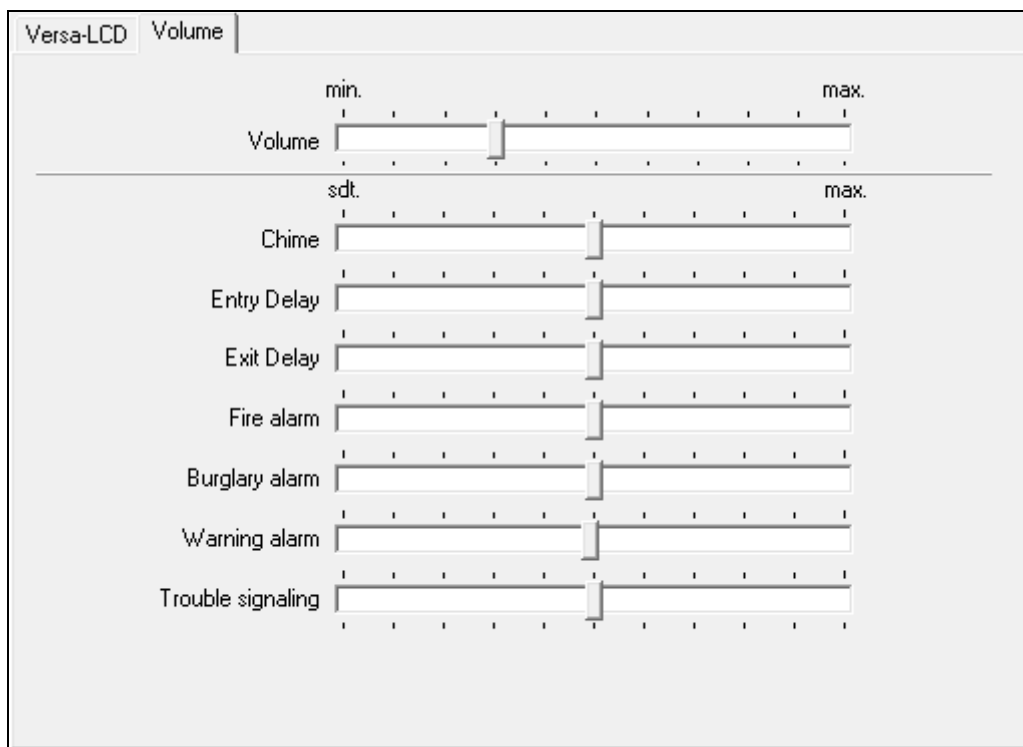 Versa-LCD Volume
min. max.
Volume
sdt. max.
Chime
Entry Delay
Exit Delay
Fire alarm
Burglary alarm
Warning alarm
Trouble signaling